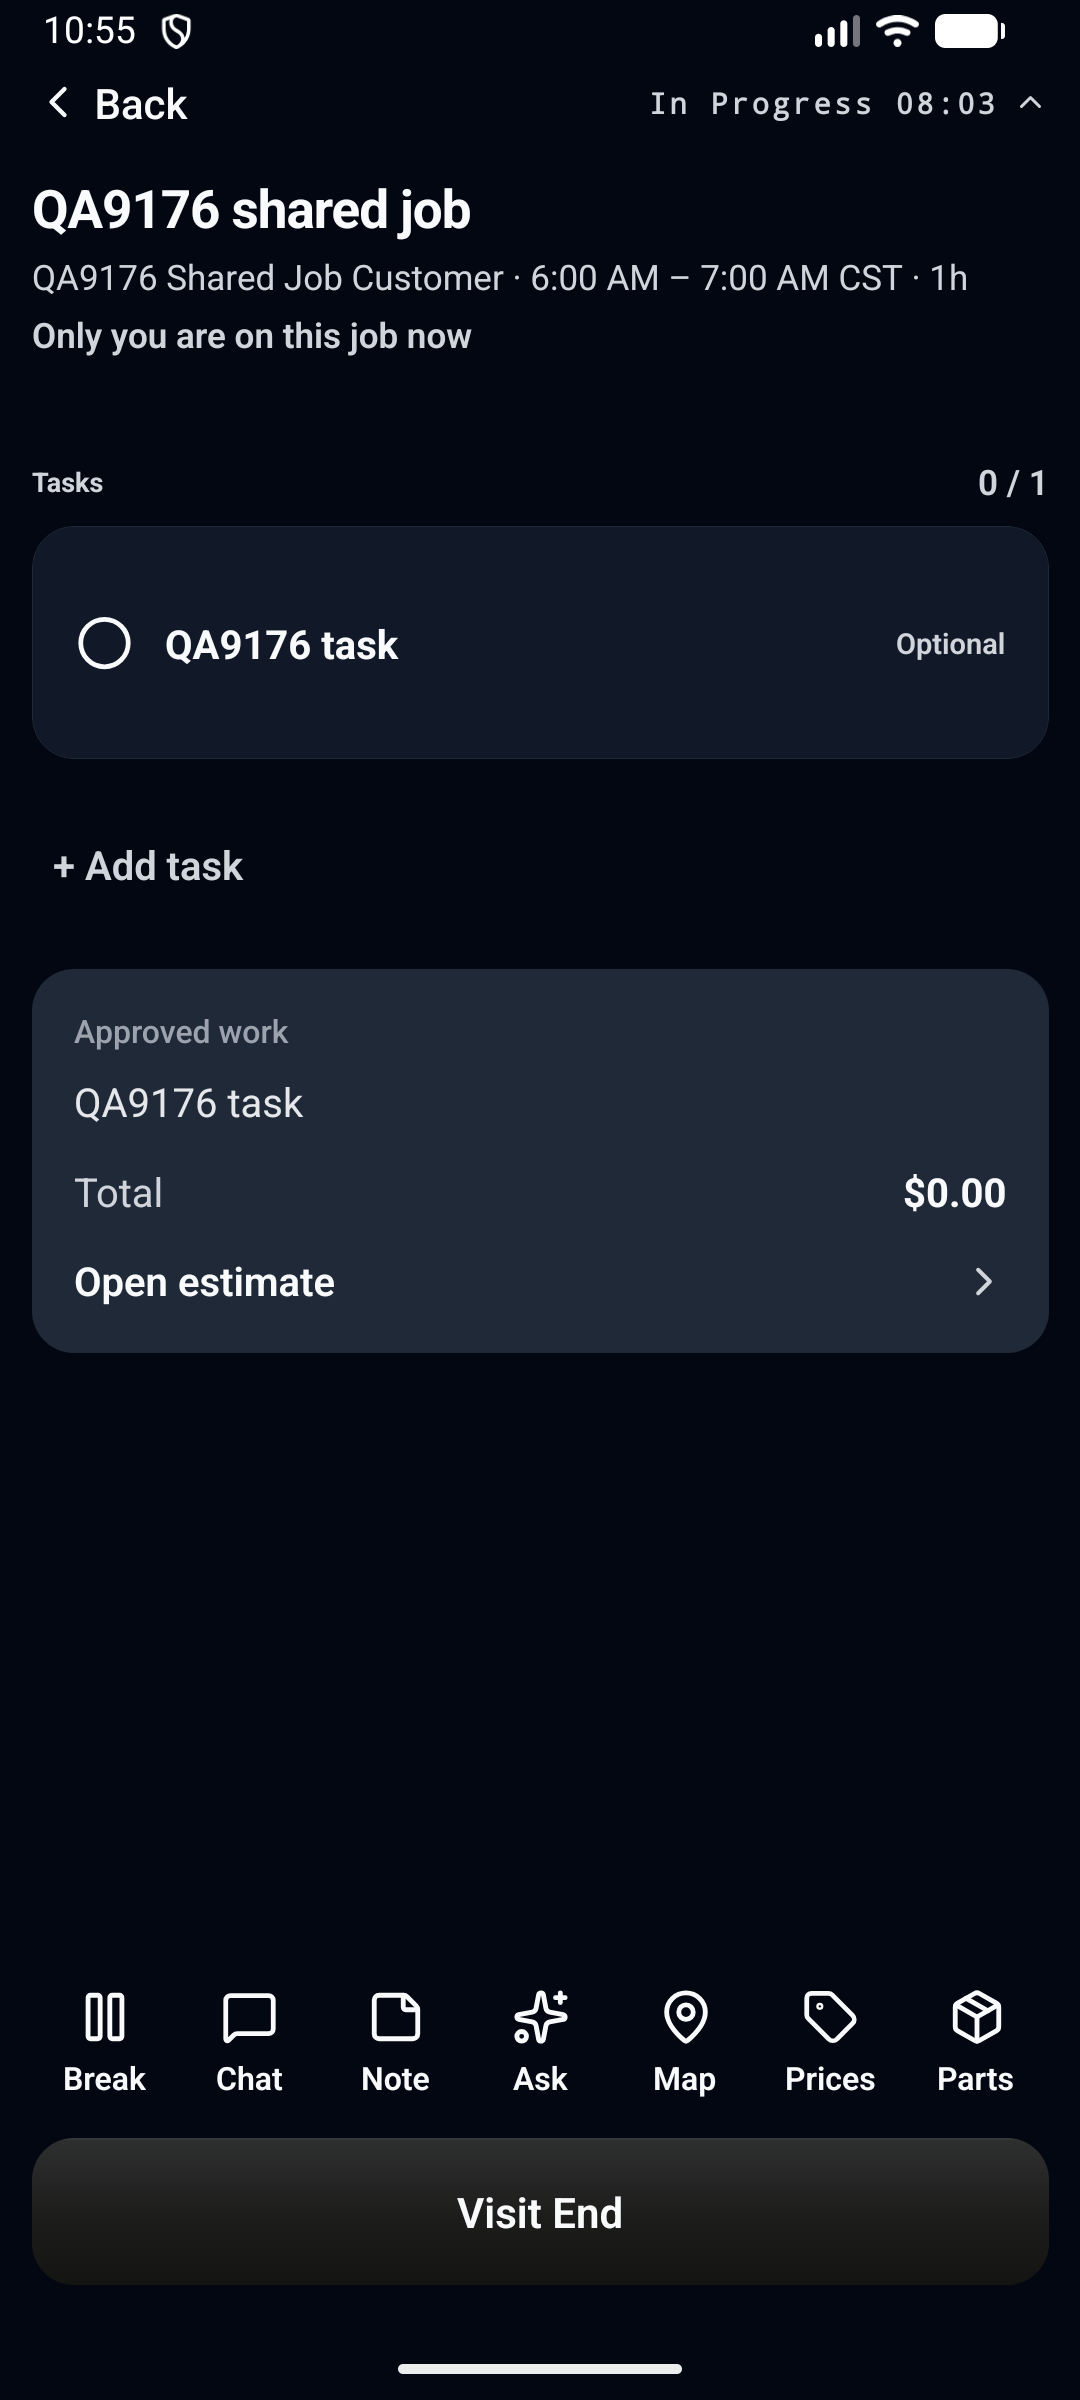 10:55
Back
In Progress 08:03
QA9176 shared job
QA9176 Shared Job Customer · 6:00 AM – 7:00 AM CST · 1h
Only you are on this job now
Tasks 0 / 1
QA9176 task Optional
+ Add task
Approved work
QA9176 task
Total $0.00
Open estimate
Break Chat Note Ask Map Prices Parts
Visit End